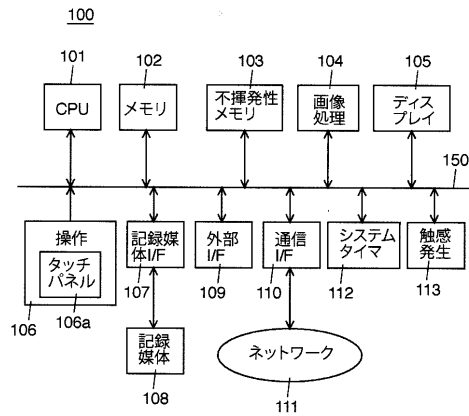 100
101
102
103
104
105
CPU
メモリ
不揮発性
メモリ
画像
処理
ディス
プレイ
150
操作
タッチ
パネル
106
106a
記録媒
体I/F
107
外部
I/F
109
通信
I/F
110
システム
タイマ
112
触感
発生
113
記録
媒体
108
ネットワーク
111